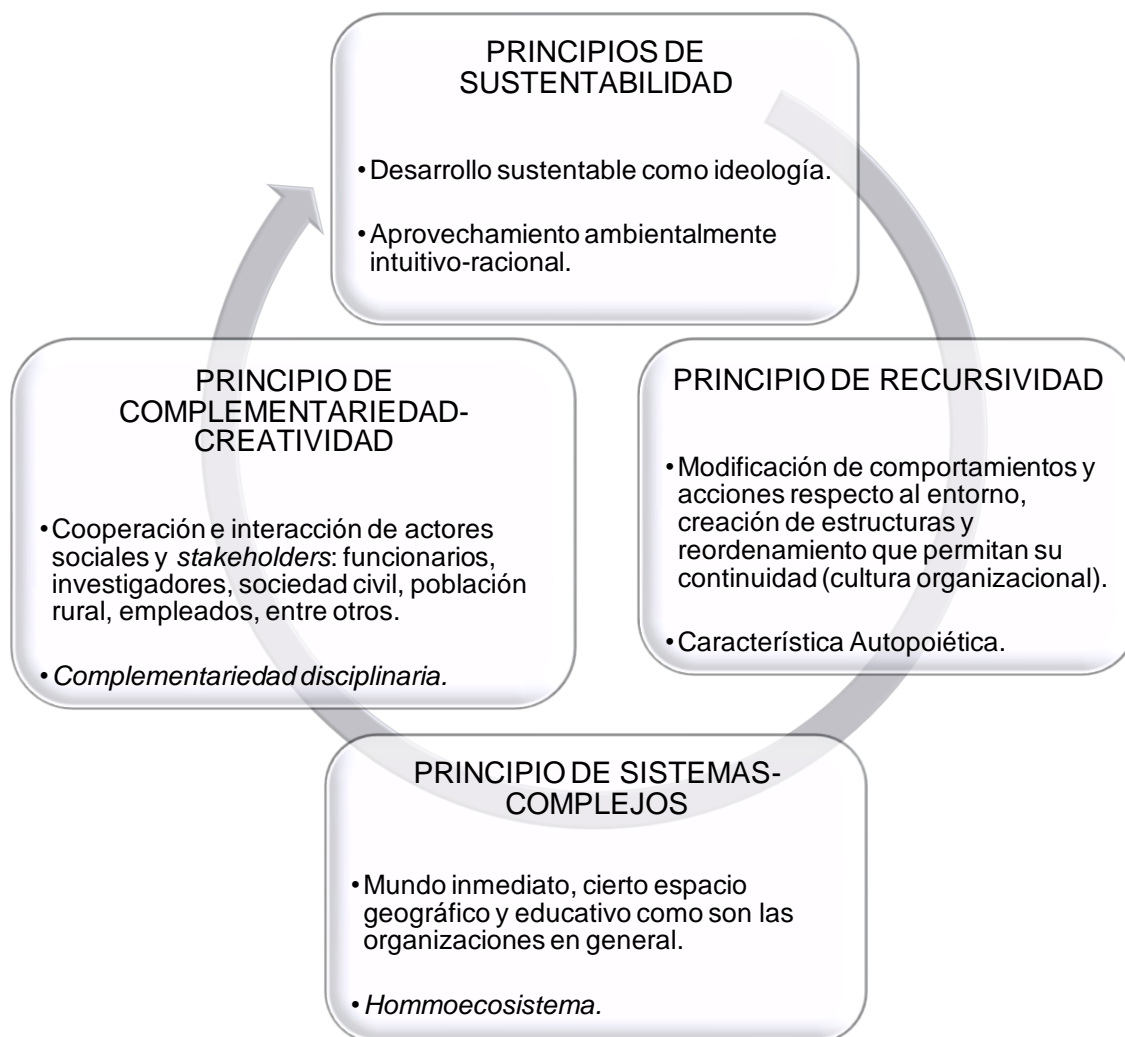 PRINCIPIOS DE
SUSTENTABILIDAD
• Desarrollo sustentable como ideología.
• Aprovechamiento ambientalmente
intuitivo-racional.
PRINCIPIO DE RECURSIVIDAD
• Modificación de comportamientos y
acciones respecto al entorno,
creación de estructuras y
reordenamiento que permitan su
continuidad (cultura organizacional).
• Característica Autopoiética.
PRINCIPIO DE SISTEMAS-
COMPLEJOS
• Mundo inmediato, cierto espacio
geográfico y educativo como son las
organizaciones en general.
• Hommoecosistema.
PRINCIPIO DE
COMPLEMENTARIEDAD-
CREATIVIDAD
• Cooperación e interacción de actores
sociales y stakeholders: funcionarios,
investigadores, sociedad civil, población
rural, empleados, entre otros.
• Complementariedad disciplinaria.